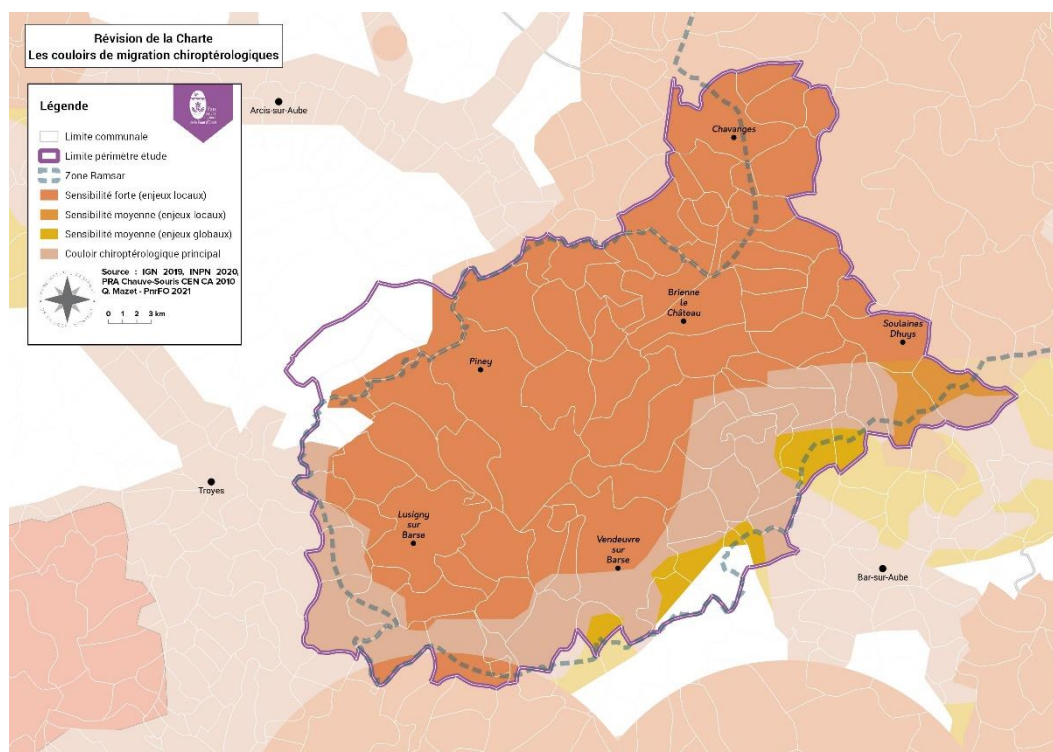 Révision de la Charte
Les couloirs de migration chiroptérologiques
Légende
Limite communale
Limite périmètre étude
Zone Ramsar
Sensibilité forte (enjeux locaux)
Sensibilité moyenne (enjeux locaux)
Sensibilité moyenne (enjeux globaux)
Couloir chiroptérologique principal
Source : IGN 2019, INPN 2020,
PRA Chauve-Souris CEN CA 2010
Q. Mazet - PnrFO 2021
0 1 2 3 km
Arcis-sur-Aube
Chavanges
Brienne
le
Château
Soulaines
Dhuys
Piney
Troyes
Lusigny
sur
Barse
Vendeuvre
sur
Barse
Bar-sur-Aube